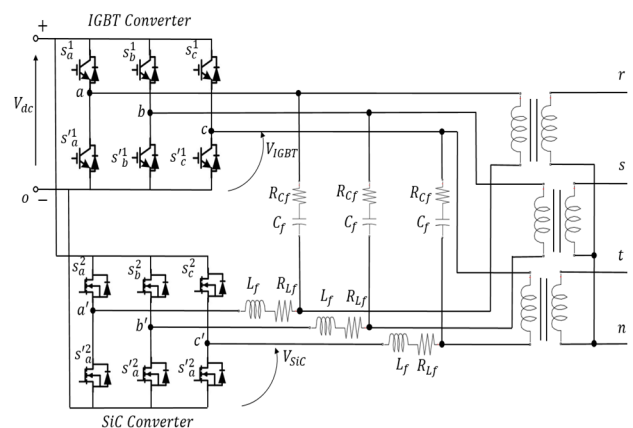 IGBT Converter
+
s_a^1 s_b^1 s_c^1
r
a
V_dc
b
c
V_IGBT
s'_a^1 s'_b^1 s'_c^1
s
o −
R_Cf R_Cf R_Cf
C_f C_f C_f
t
s_a^2 s_b^2 s_c^2
L_f R_Lf
a'
L_f R_Lf
b'
n
c'
V_SiC
L_f R_Lf
s'_a^2 s'_a^2 s'_a^2
SiC Converter